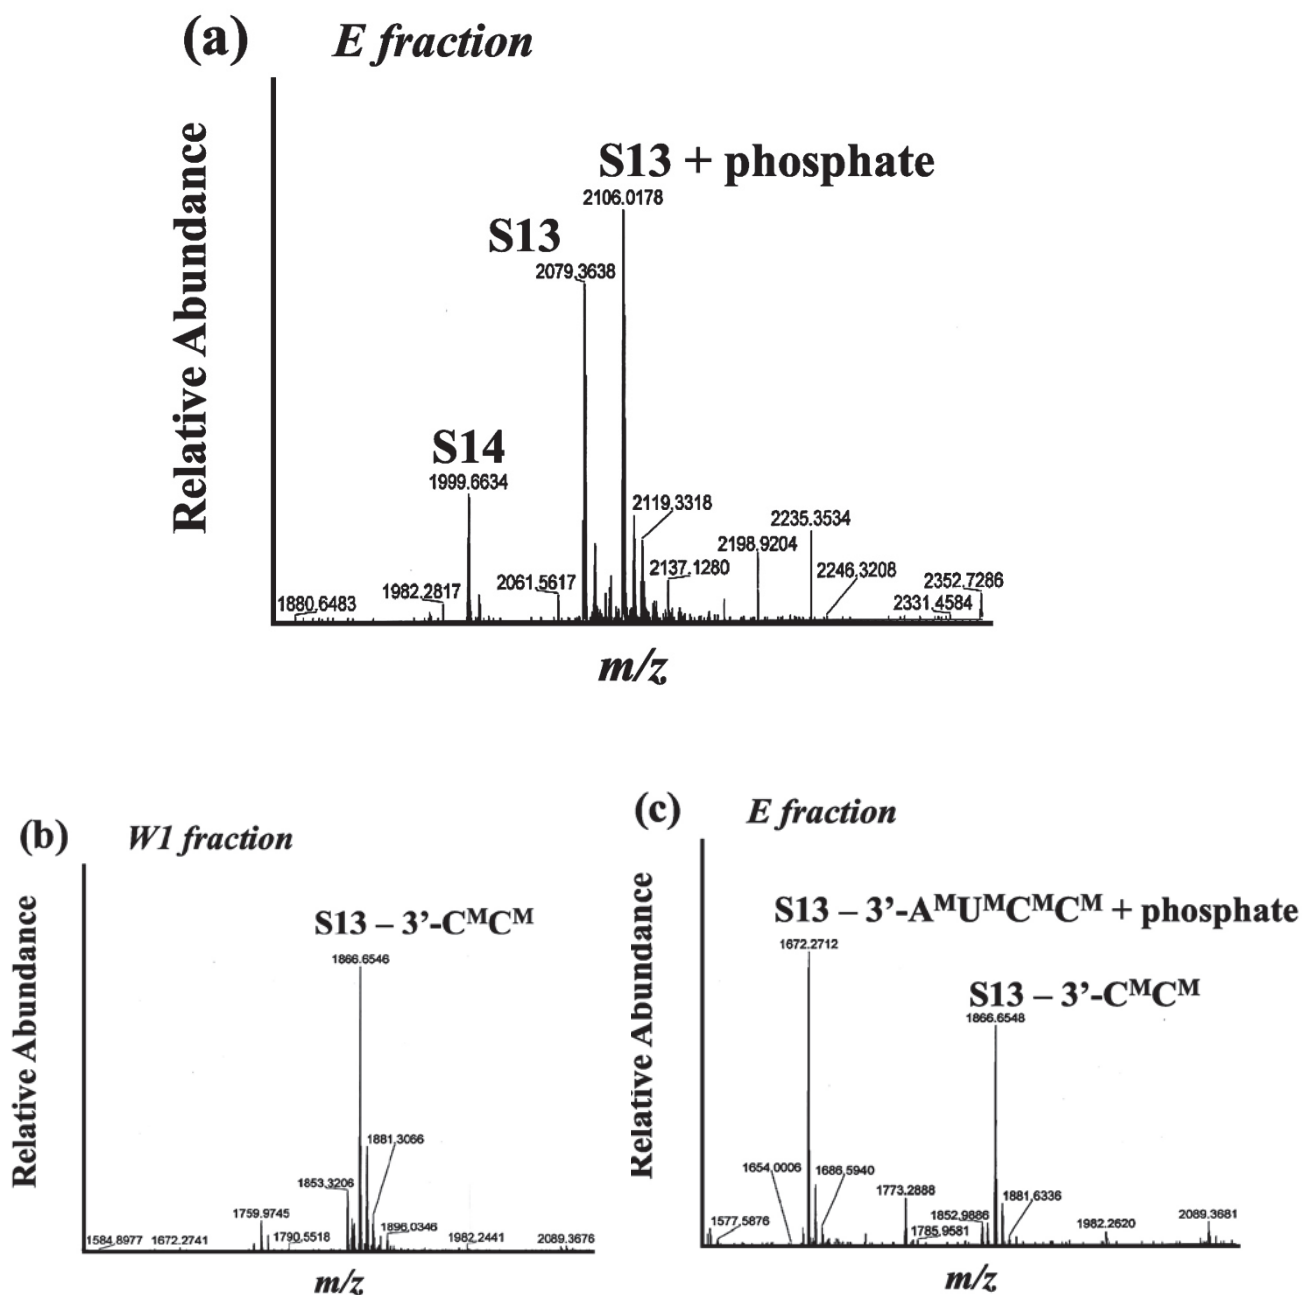 (a) E fraction
Relative Abundance
S13 + phosphate
2106.0178
S13
2079.3638
S14
1999.6634
2119.3318
2235.3534
2198.9204
2137.1280
2246.3208
2061.5617
1982.2817
1880.6483
2352.7286
2331.4584
m/z
(b) W1 fraction
Relative Abundance
S13 – 3'-CᴹCᴹ
1866.6546
1881.3066
1853.3206
1759.9745
1896.0346
1584.8977
1672.2741
1790.5518
1982.2441
2089.3676
m/z
(c) E fraction
Relative Abundance
S13 – 3'-AᴹUᴹCᴹCᴹ + phosphate
1672.2712
S13 – 3'-CᴹCᴹ
1866.6548
1654.0006
1686.5940
1773.2888
1852.9886
1881.6336
1577.5876
1785.9581
1982.2620
2089.3681
m/z